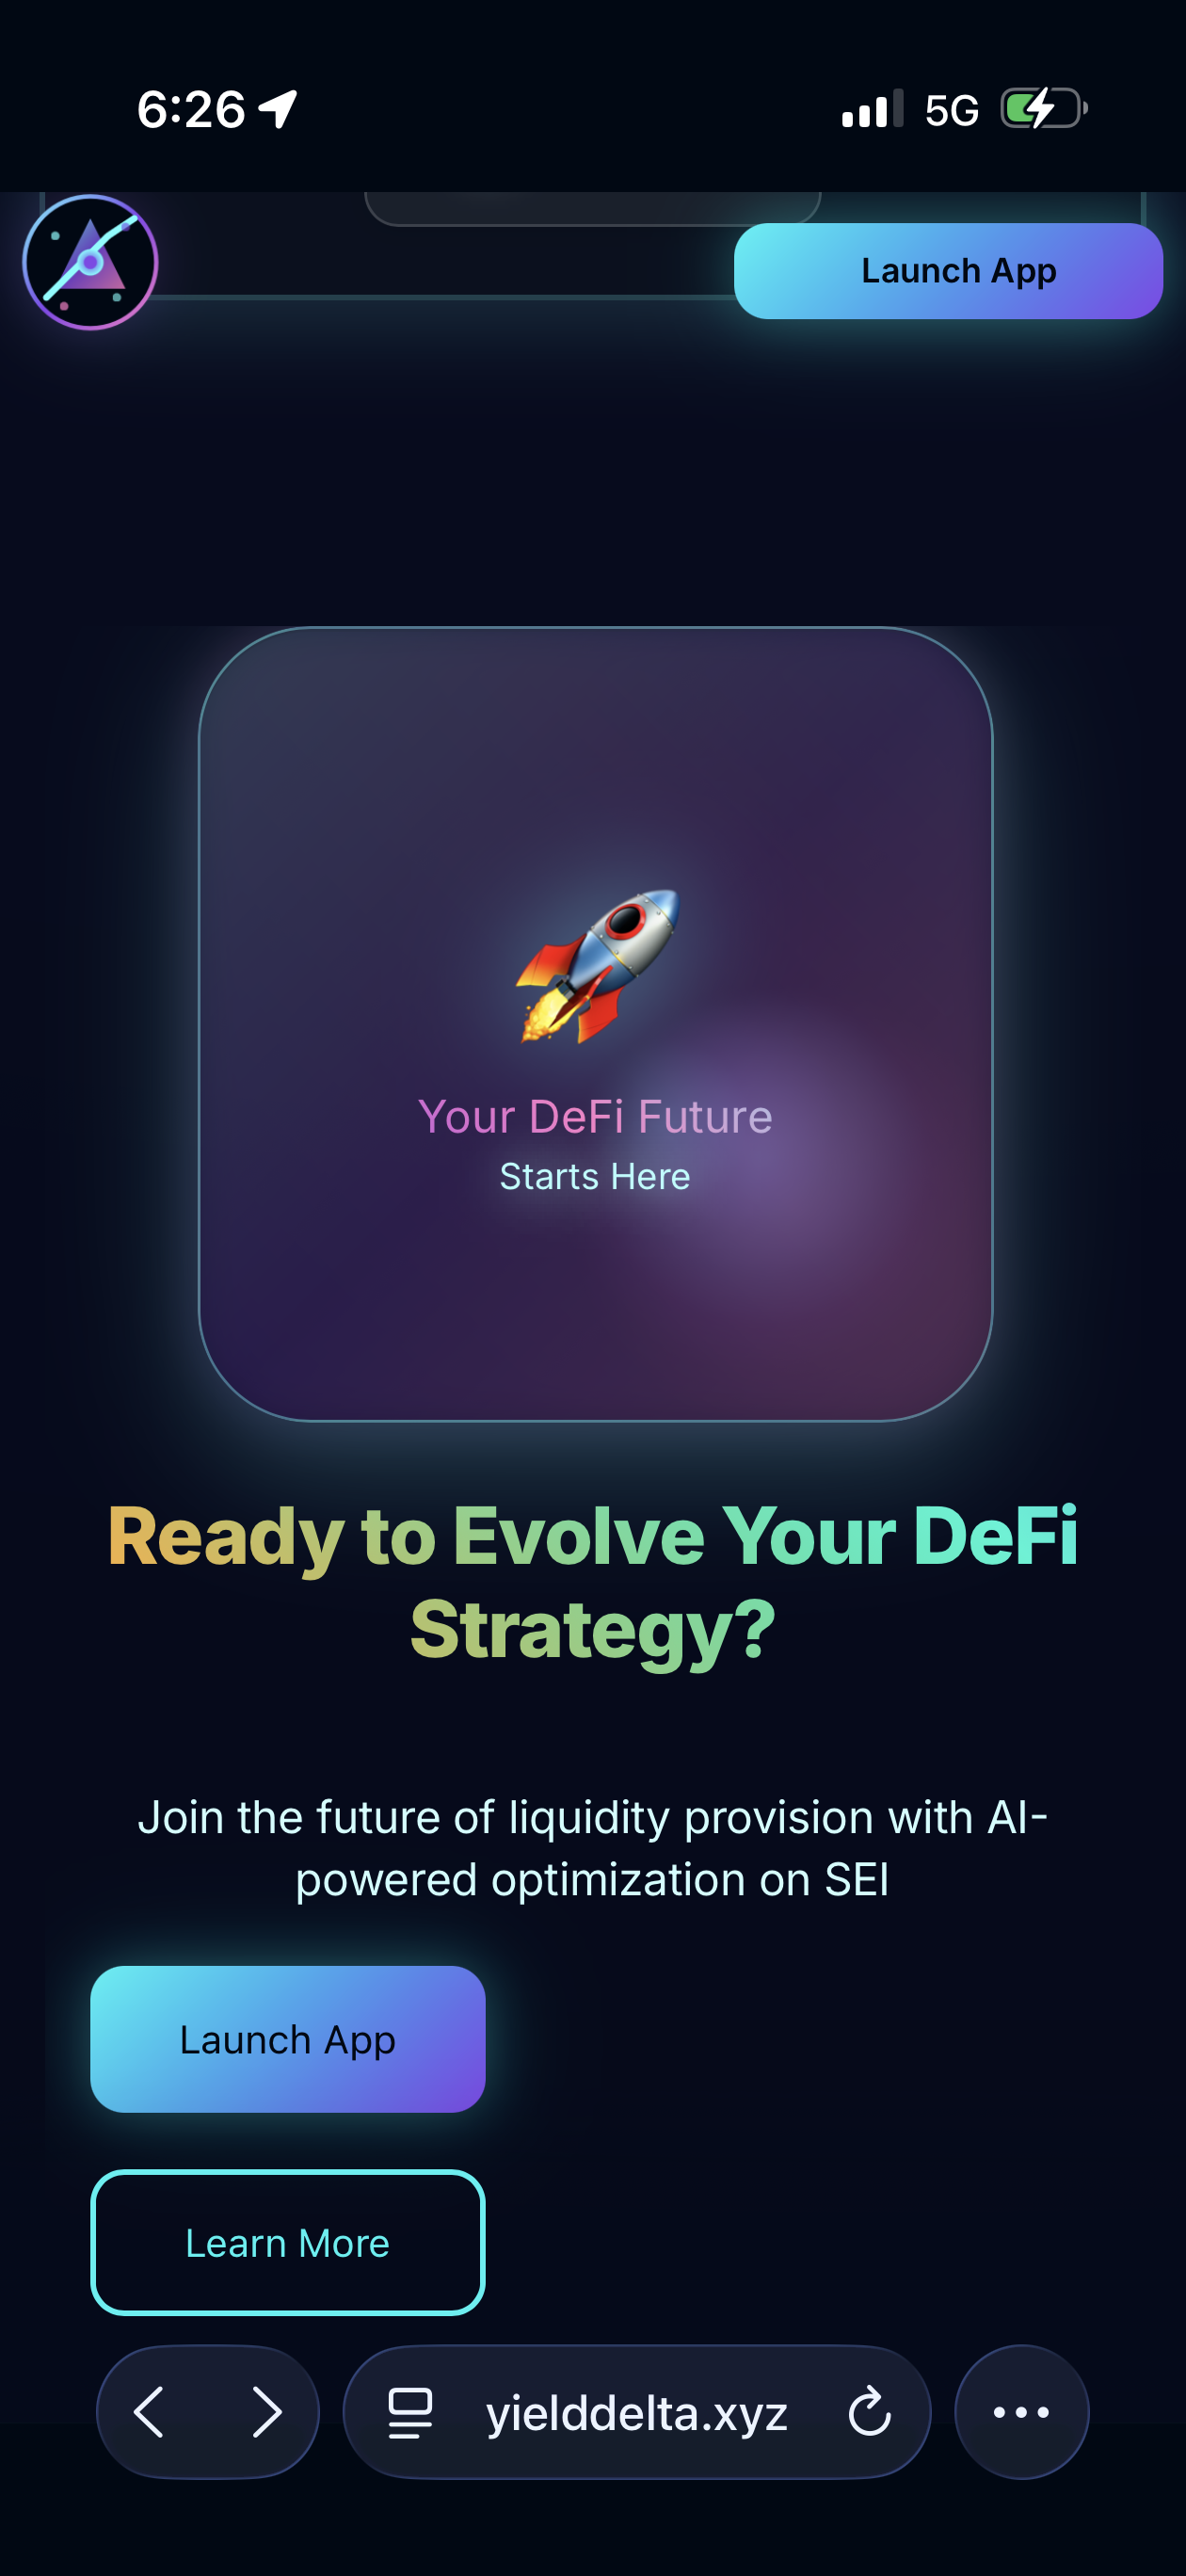 6:26
5G
Launch App
Your DeFi Future
Starts Here
Ready to Evolve Your DeFi
Strategy?
Join the future of liquidity provision with AI-
powered optimization on SEI
Launch App
Learn More
yielddelta.xyz